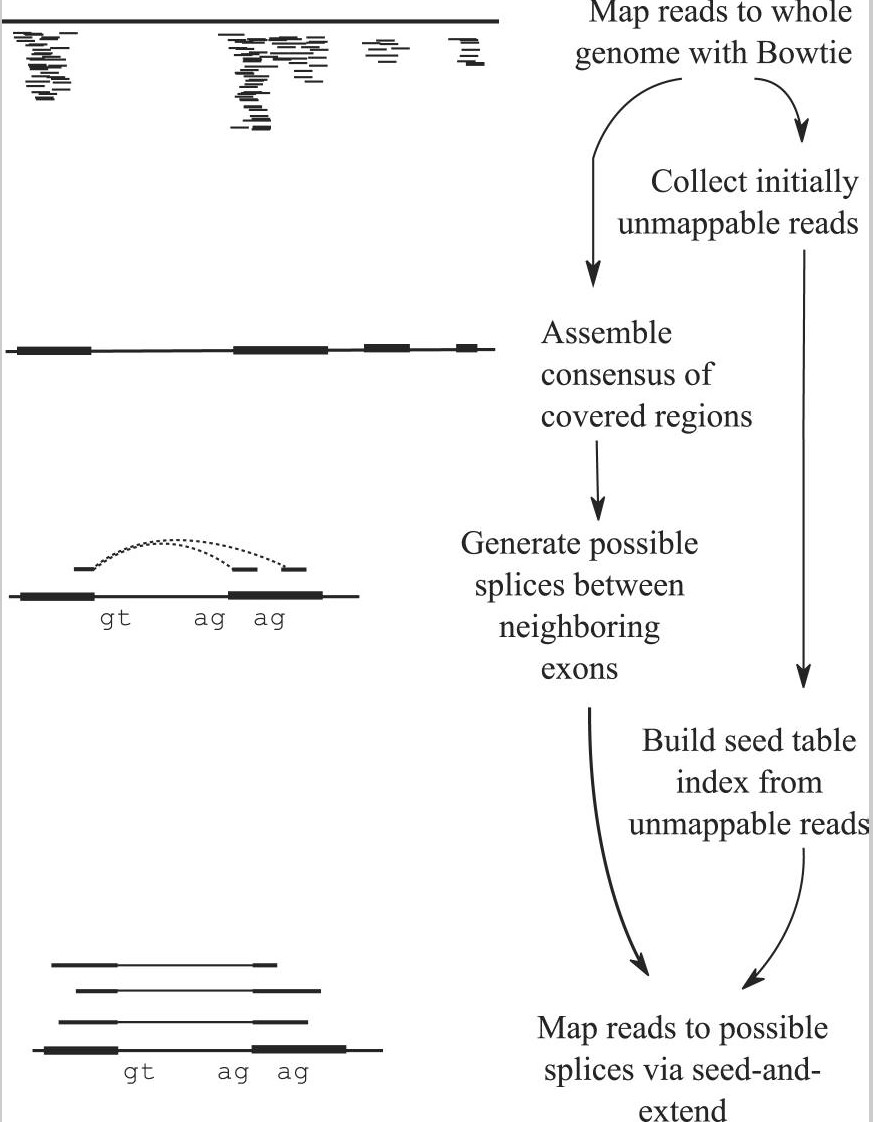 Map reads to whole
genome with Bowtie
Collect initially
unmappable reads
Assemble
consensus of
covered regions
Generate possible
splices between
neighboring
exons
gt ag ag
Build seed table
index from
unmappable reads
Map reads to possible
splices via seed-and-
extend
gt ag ag